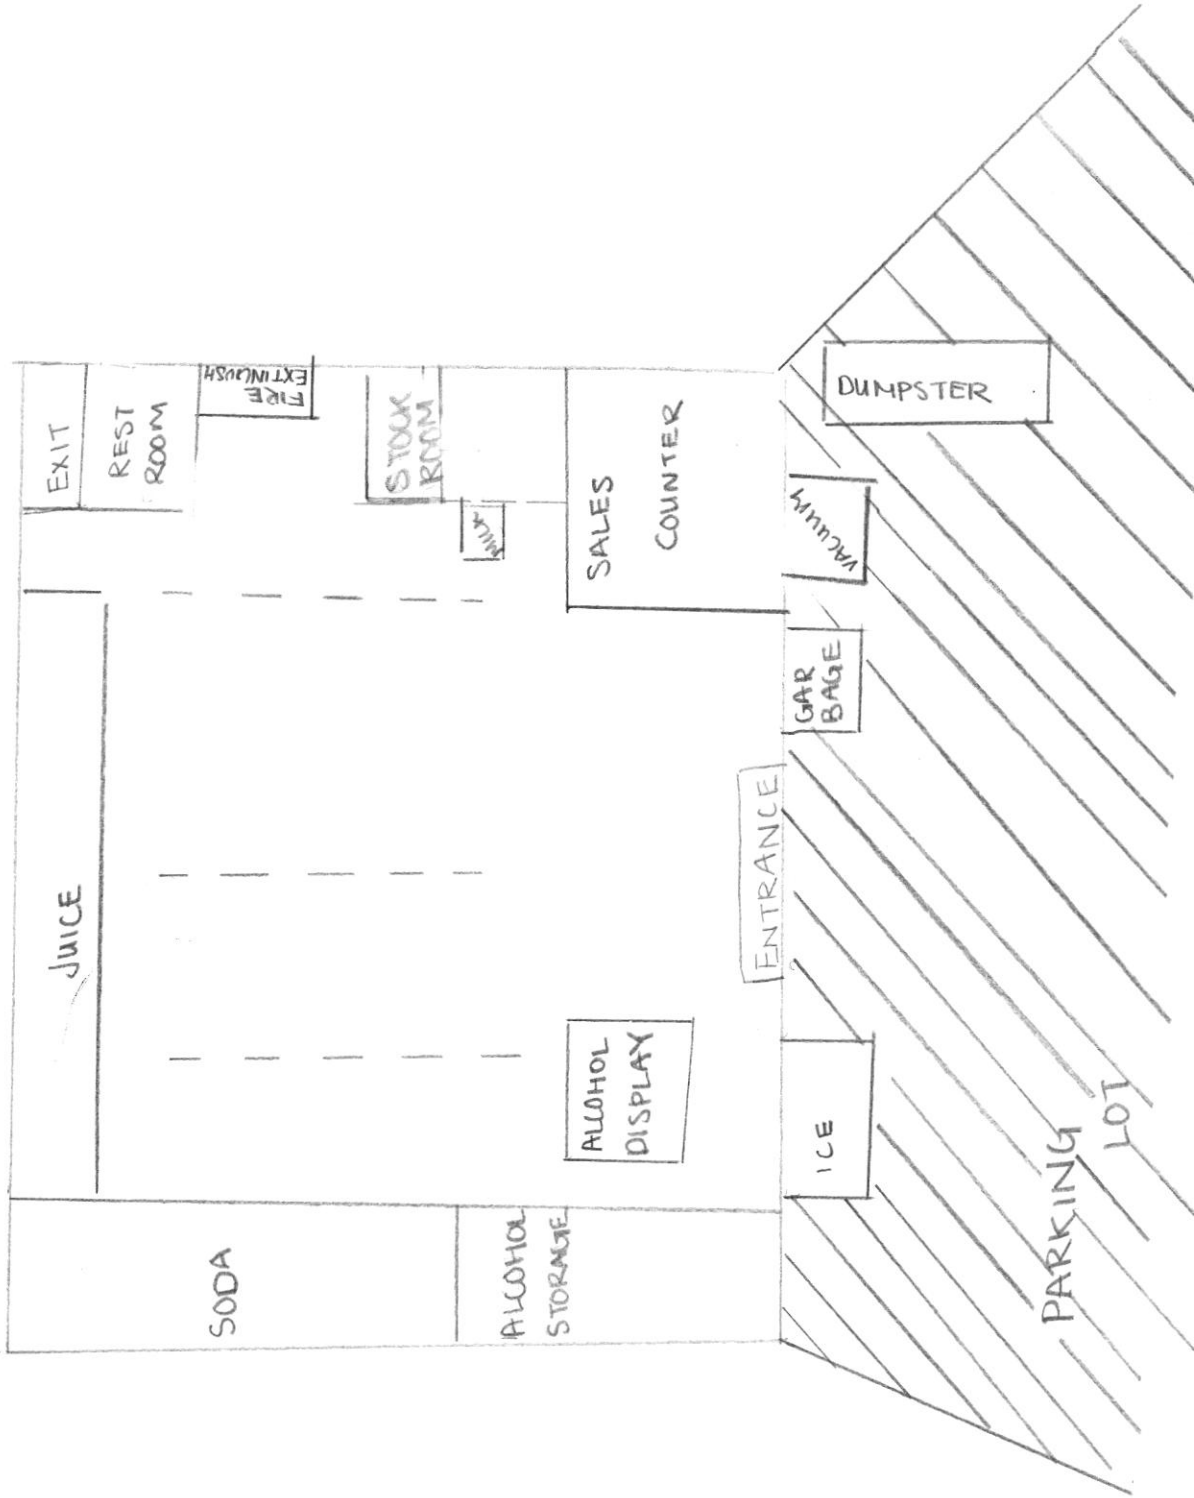 SODA
JUICE
EXIT
REST
ROOM
FIRE
EXTINGUISH
STOCK
ROOM
MILK
ALCOHOL
STORAGE
ALCOHOL
DISPLAY
SALES
COUNTER
ENTRANCE
ICE
GAR
BAGE
VACUUM
DUMPSTER
PARKING
LOT